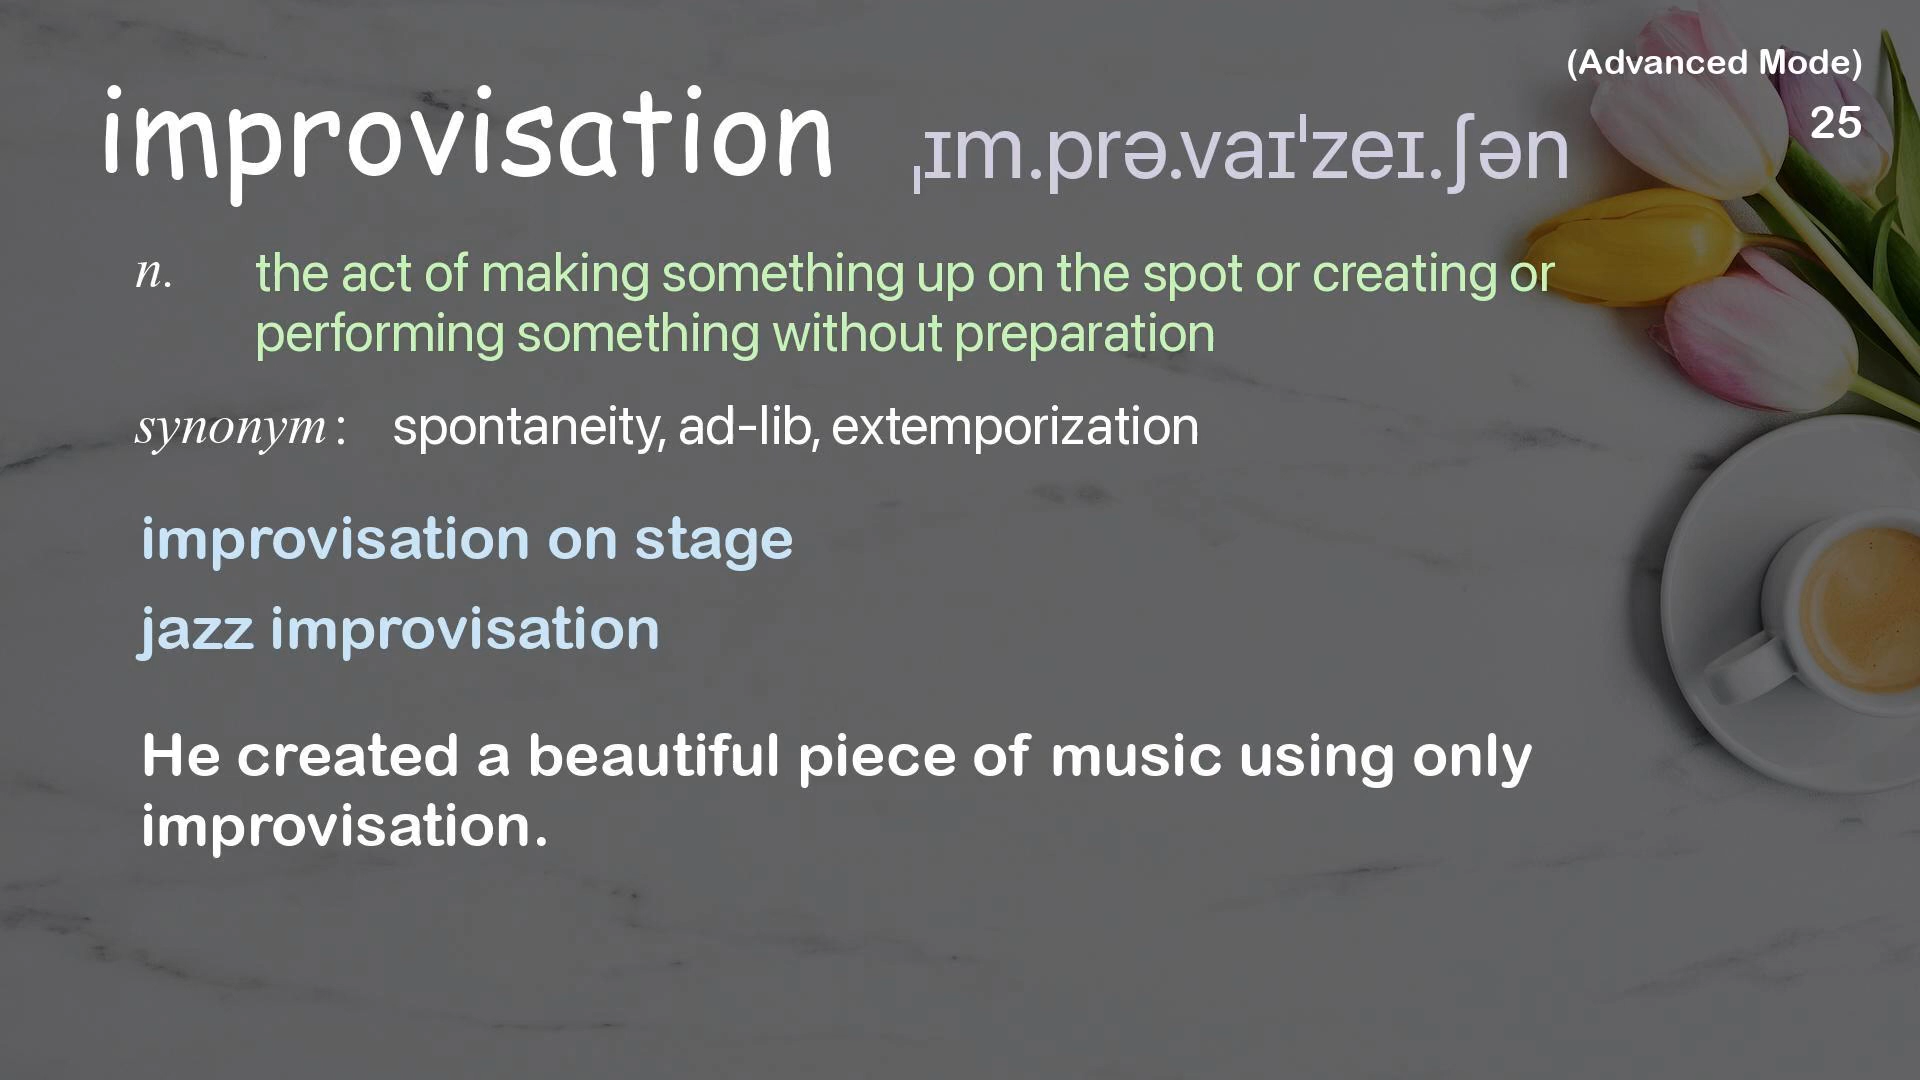 (Advanced Mode)
25
improvisation ˌɪm.prə.vaɪˈzeɪ.ʃən
n. the act of making something up on the spot or creating or
performing something without preparation
synonym : spontaneity, ad-lib, extemporization
improvisation on stage
jazz improvisation
He created a beautiful piece of music using only
improvisation.